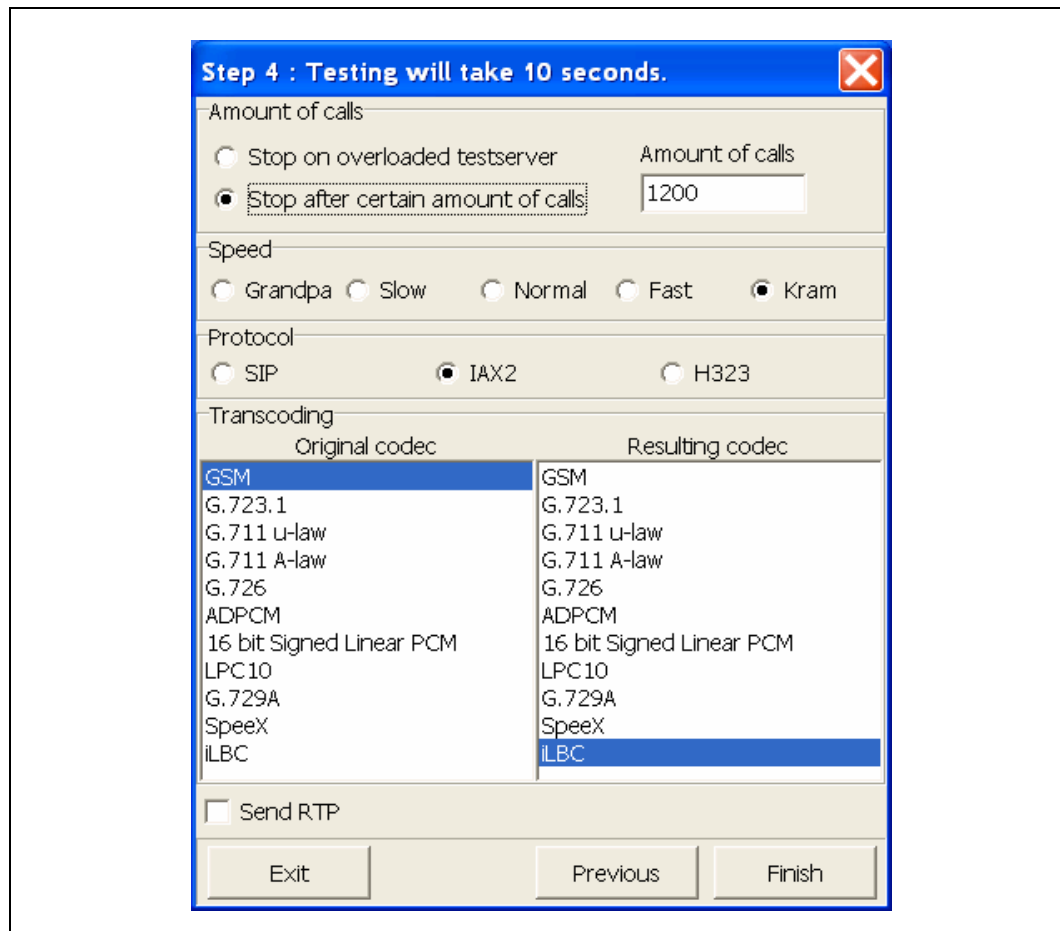 Step 4 : Testing will take 10 seconds.
Amount of calls
Stop on overloaded testserver
Amount of calls
Stop after certain amount of calls
1200
Speed
Grandpa Slow Normal Fast Kram
Protocol
SIP IAX2 H323
Transcoding
Original codec
GSM
G.723.1
G.711 u-law
G.711 A-law
G.726
ADPCM
16 bit Signed Linear PCM
LPC10
G.729A
SpeeX
iLBC
Resulting codec
GSM
G.723.1
G.711 u-law
G.711 A-law
G.726
ADPCM
16 bit Signed Linear PCM
LPC10
G.729A
SpeeX
iLBC
Send RTP
Exit Previous Finish